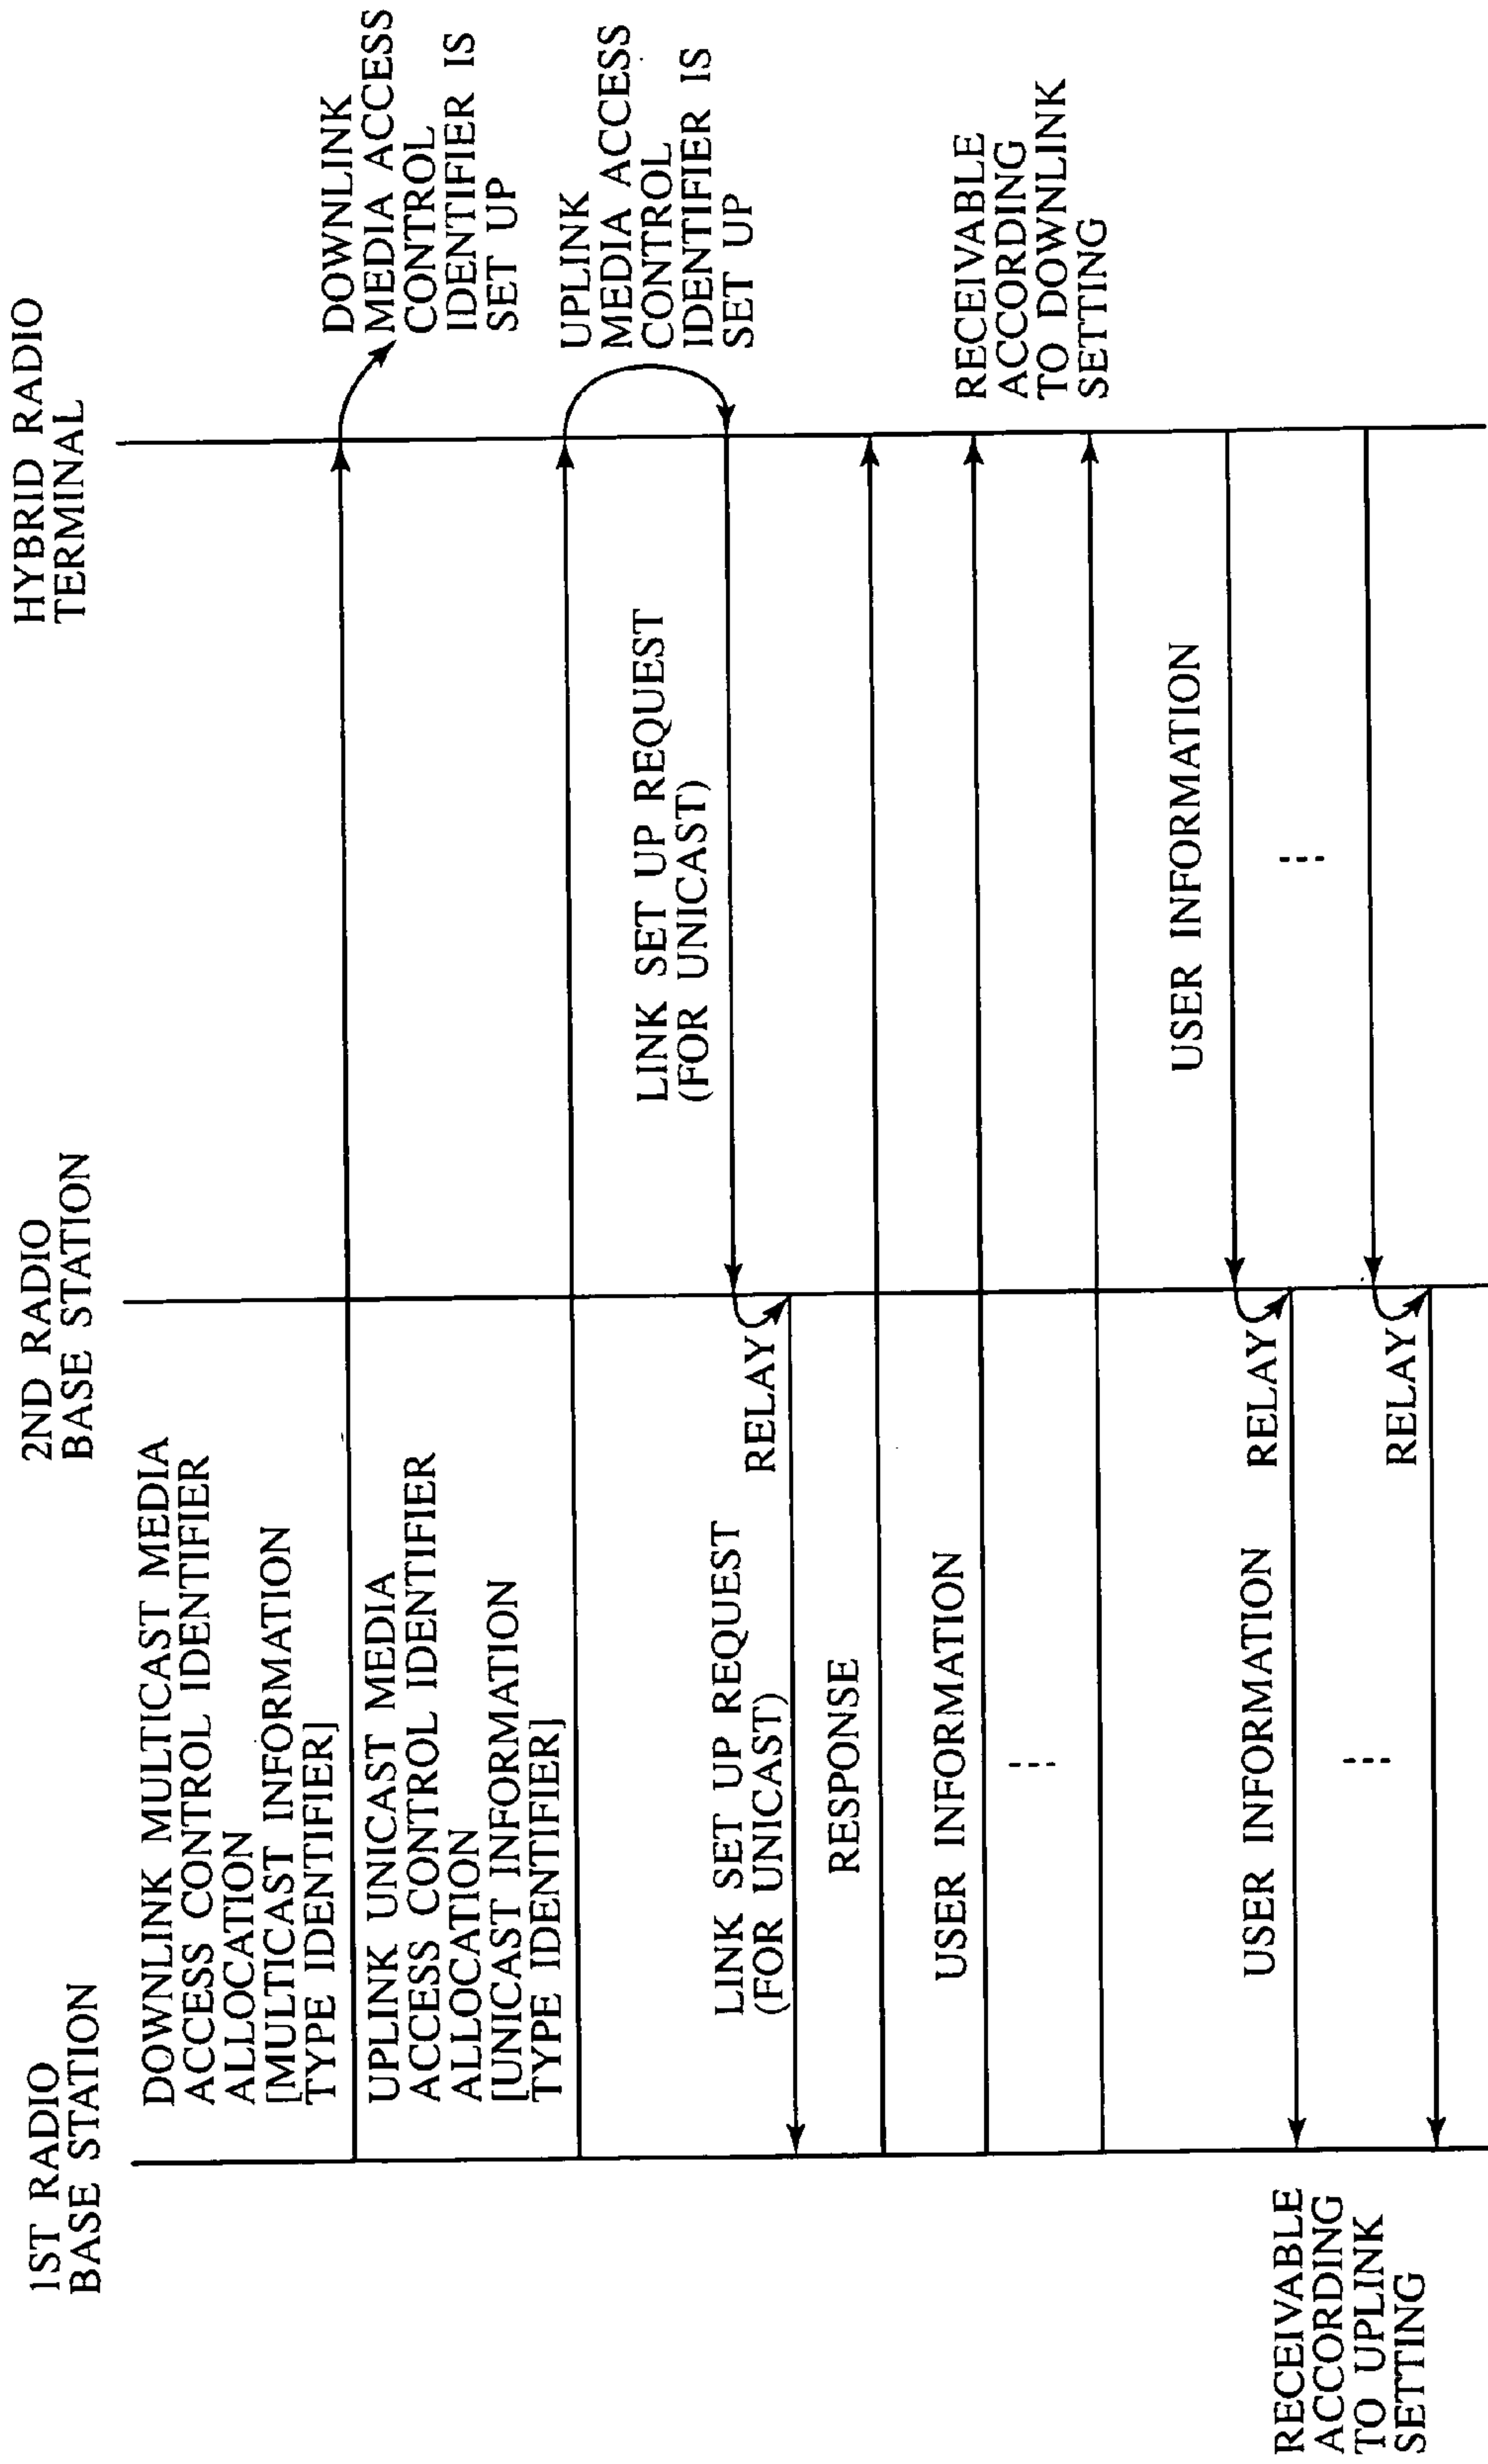 1ST RADIO
BASE STATION
2ND RADIO
BASE STATION
HYBRID RADIO
TERMINAL
DOWNLINK MULTICAST MEDIA
ACCESS CONTROL IDENTIFIER
ALLOCATION
[MULTICAST INFORMATION
TYPE IDENTIFIER]
DOWNLINK
MEDIA ACCESS
CONTROL
IDENTIFIER IS
SET UP
UPLINK UNICAST MEDIA
ACCESS CONTROL IDENTIFIER
ALLOCATION
[UNICAST INFORMATION
TYPE IDENTIFIER]
UPLINK
MEDIA ACCESS
CONTROL
IDENTIFIER IS
SET UP
LINK SET UP REQUEST
(FOR UNICAST)
LINK SET UP REQUEST
(FOR UNICAST)
RELAY
RESPONSE
USER INFORMATION
RECEIVABLE
ACCORDING
TO DOWNLINK
SETTING
USER INFORMATION
USER INFORMATION
RELAY
RELAY
RECEIVABLE
ACCORDING
TO UPLINK
SETTING